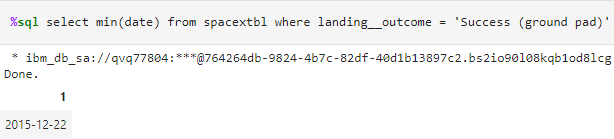 %sql select min(date) from spacextbl where landing__outcome = 'Success (ground pad)'
* ibm_db_sa://qvq77804:***@764264db-9824-4b7c-82df-40d1b13897c2.bs2io90l08kqb1od8lcg
Done.
1
2015-12-22